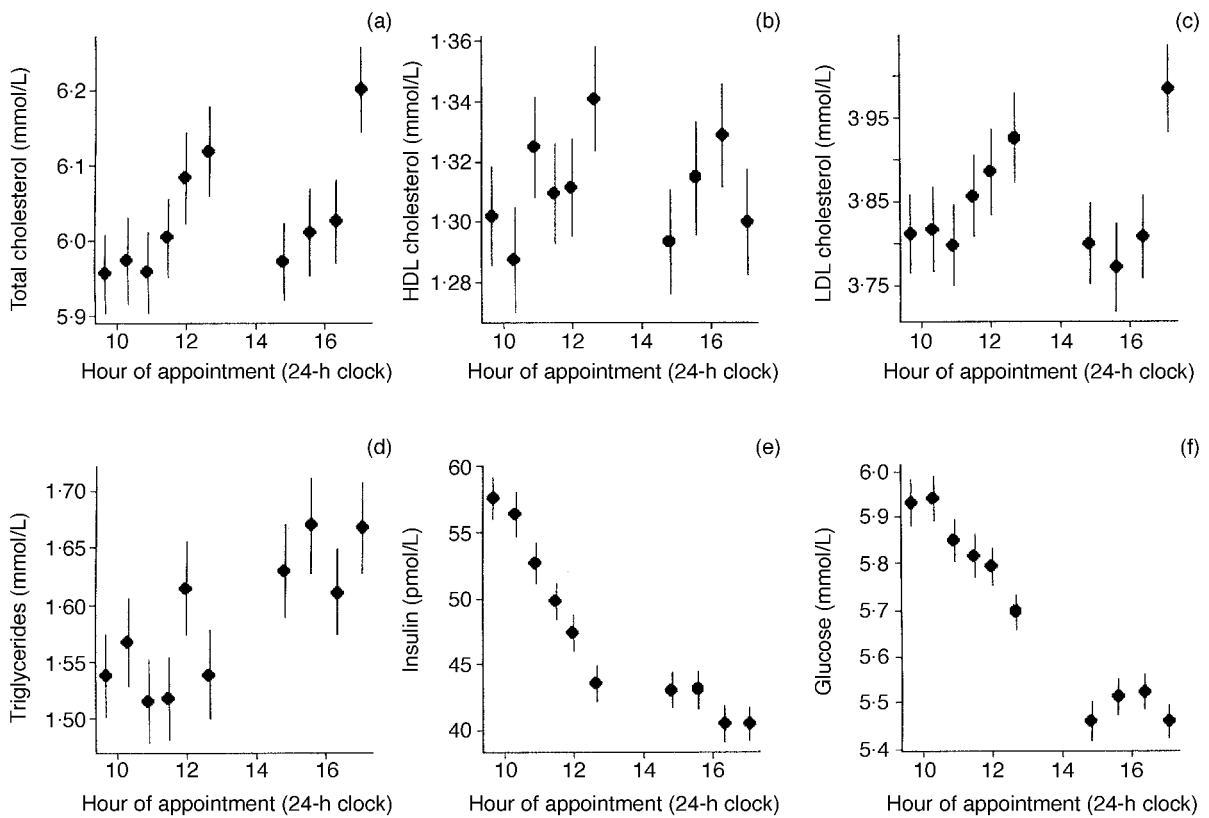 (a)
Total cholesterol (mmol/L)
6·2
6·1
6·0
5·9
10 12 14 16
Hour of appointment (24-h clock)
(b)
HDL cholesterol (mmol/L)
1·36
1·34
1·32
1·30
1·28
10 12 14 16
Hour of appointment (24-h clock)
(c)
LDL cholesterol (mmol/L)
3·95
3·85
3·75
10 12 14 16
Hour of appointment (24-h clock)
(d)
Triglycerides (mmol/L)
1·70
1·65
1·60
1·55
1·50
10 12 14 16
Hour of appointment (24-h clock)
(e)
Insulin (pmol/L)
60
55
50
45
40
10 12 14 16
Hour of appointment (24-h clock)
(f)
Glucose (mmol/L)
6·0
5·9
5·8
5·7
5·6
5·5
5·4
10 12 14 16
Hour of appointment (24-h clock)